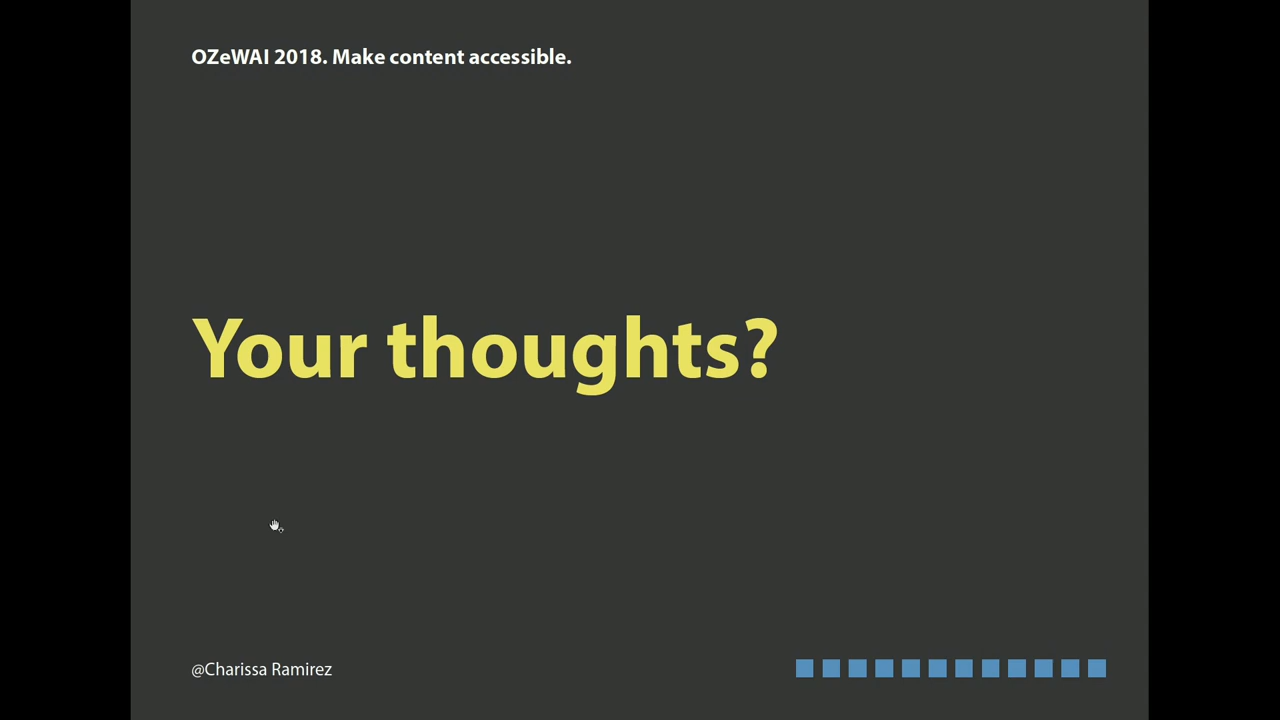 OZeWAI 2018. Make content accessible.
Your thoughts?
@Charissa Ramirez